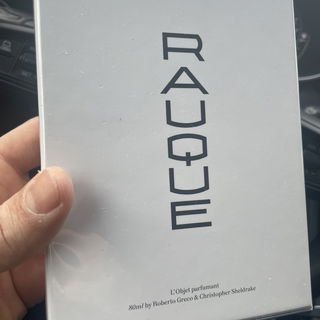 RAUQUE
L'Objet parfumant
80ml by Roberto Greco & Christopher Sheldrake